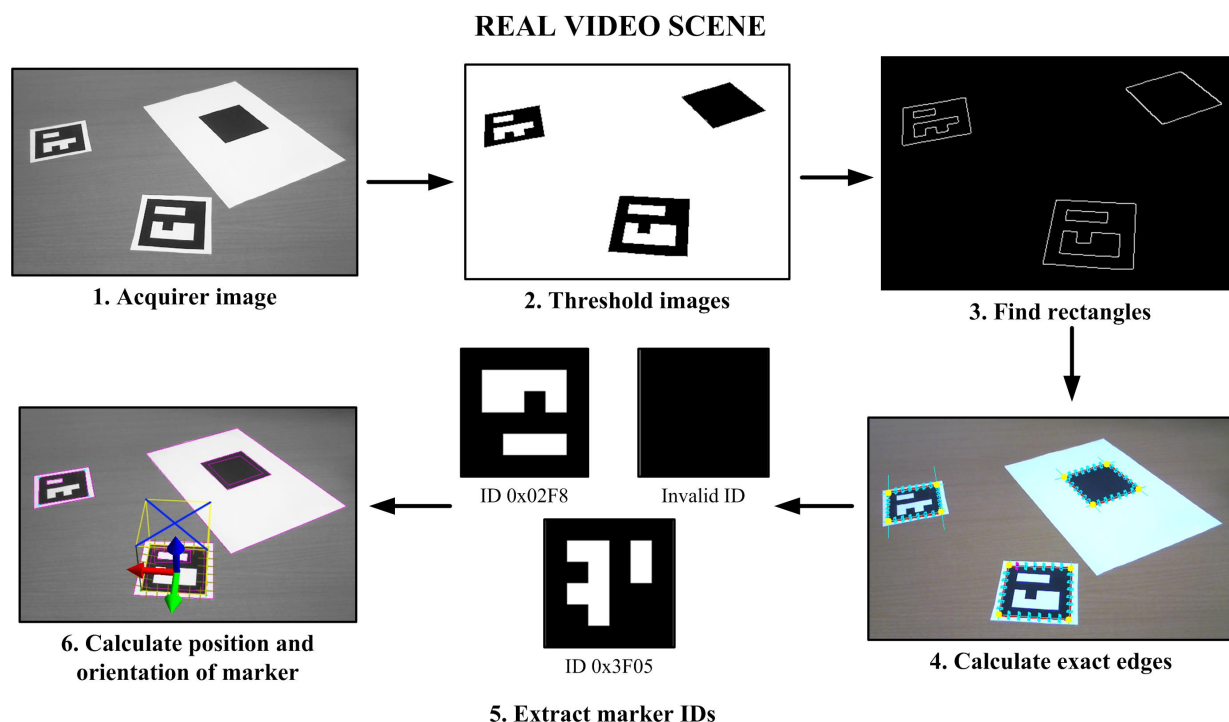 REAL VIDEO SCENE
1. Acquirer image
2. Threshold images
3. Find rectangles
4. Calculate exact edges
ID 0x02F8
Invalid ID
ID 0x3F05
5. Extract marker IDs
6. Calculate position and
orientation of marker